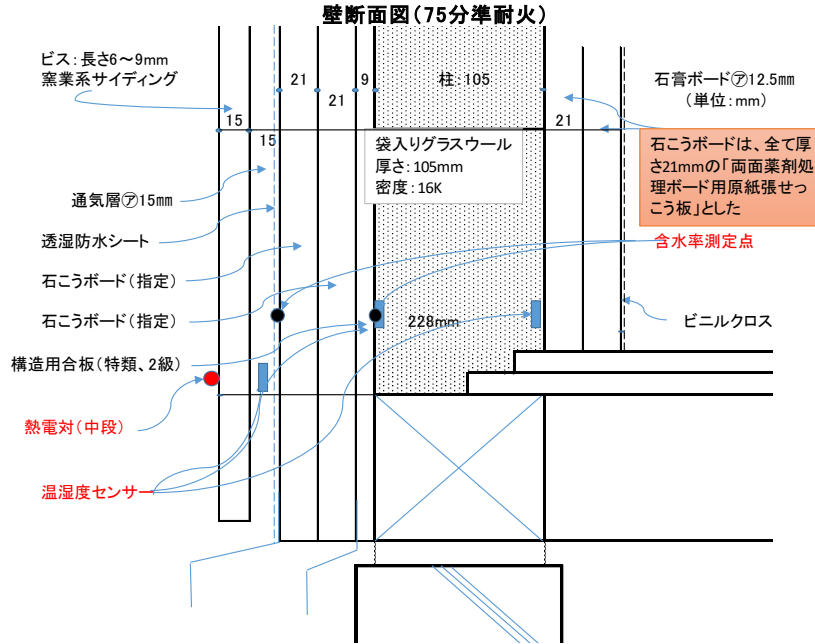 壁断面図(75分準耐火)
ビス:長さ6~9mm
窯業系サイディング
21
21
9
柱:105
21
15
15
石膏ボード㋐12.5mm
(単位:mm)
袋入りグラスウール
厚さ:105mm
密度:16K
石こうボードは、全て厚
さ21mmの「両面薬剤処
理ボード用原紙張せっ
こう板」とした
通気層㋐15mm
透湿防水シート
含水率測定点
石こうボード(指定)
石こうボード(指定)
228mm
ビニルクロス
構造用合板(特類、2級)
熱電対(中段)
温湿度センサー